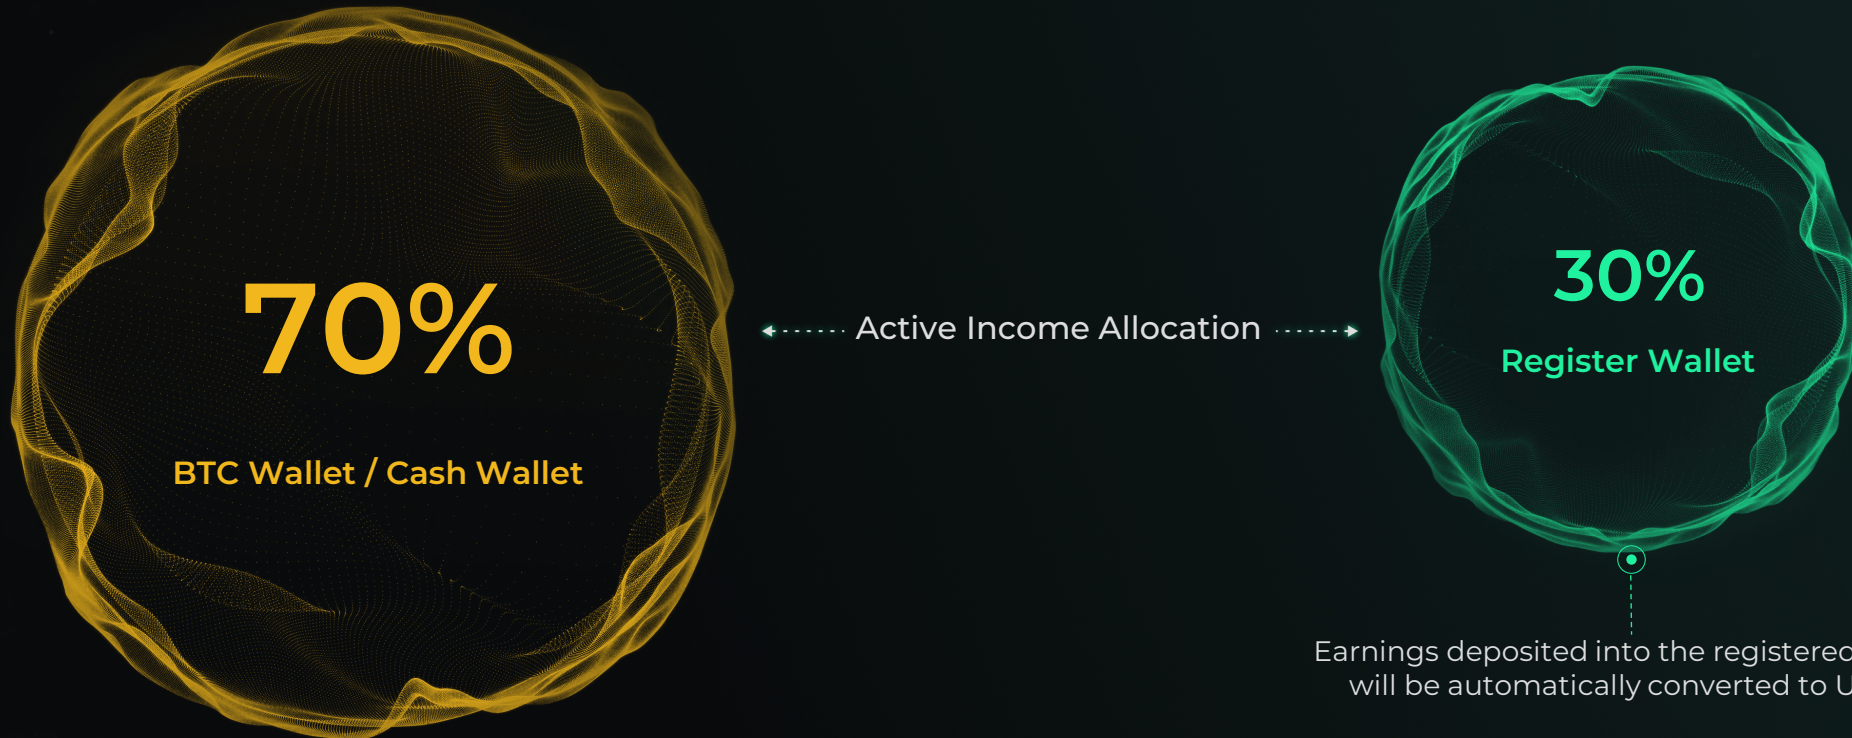 70%
BTC Wallet / Cash Wallet
Active Income Allocation
30%
Register Wallet
Earnings deposited into the registered
will be automatically converted to